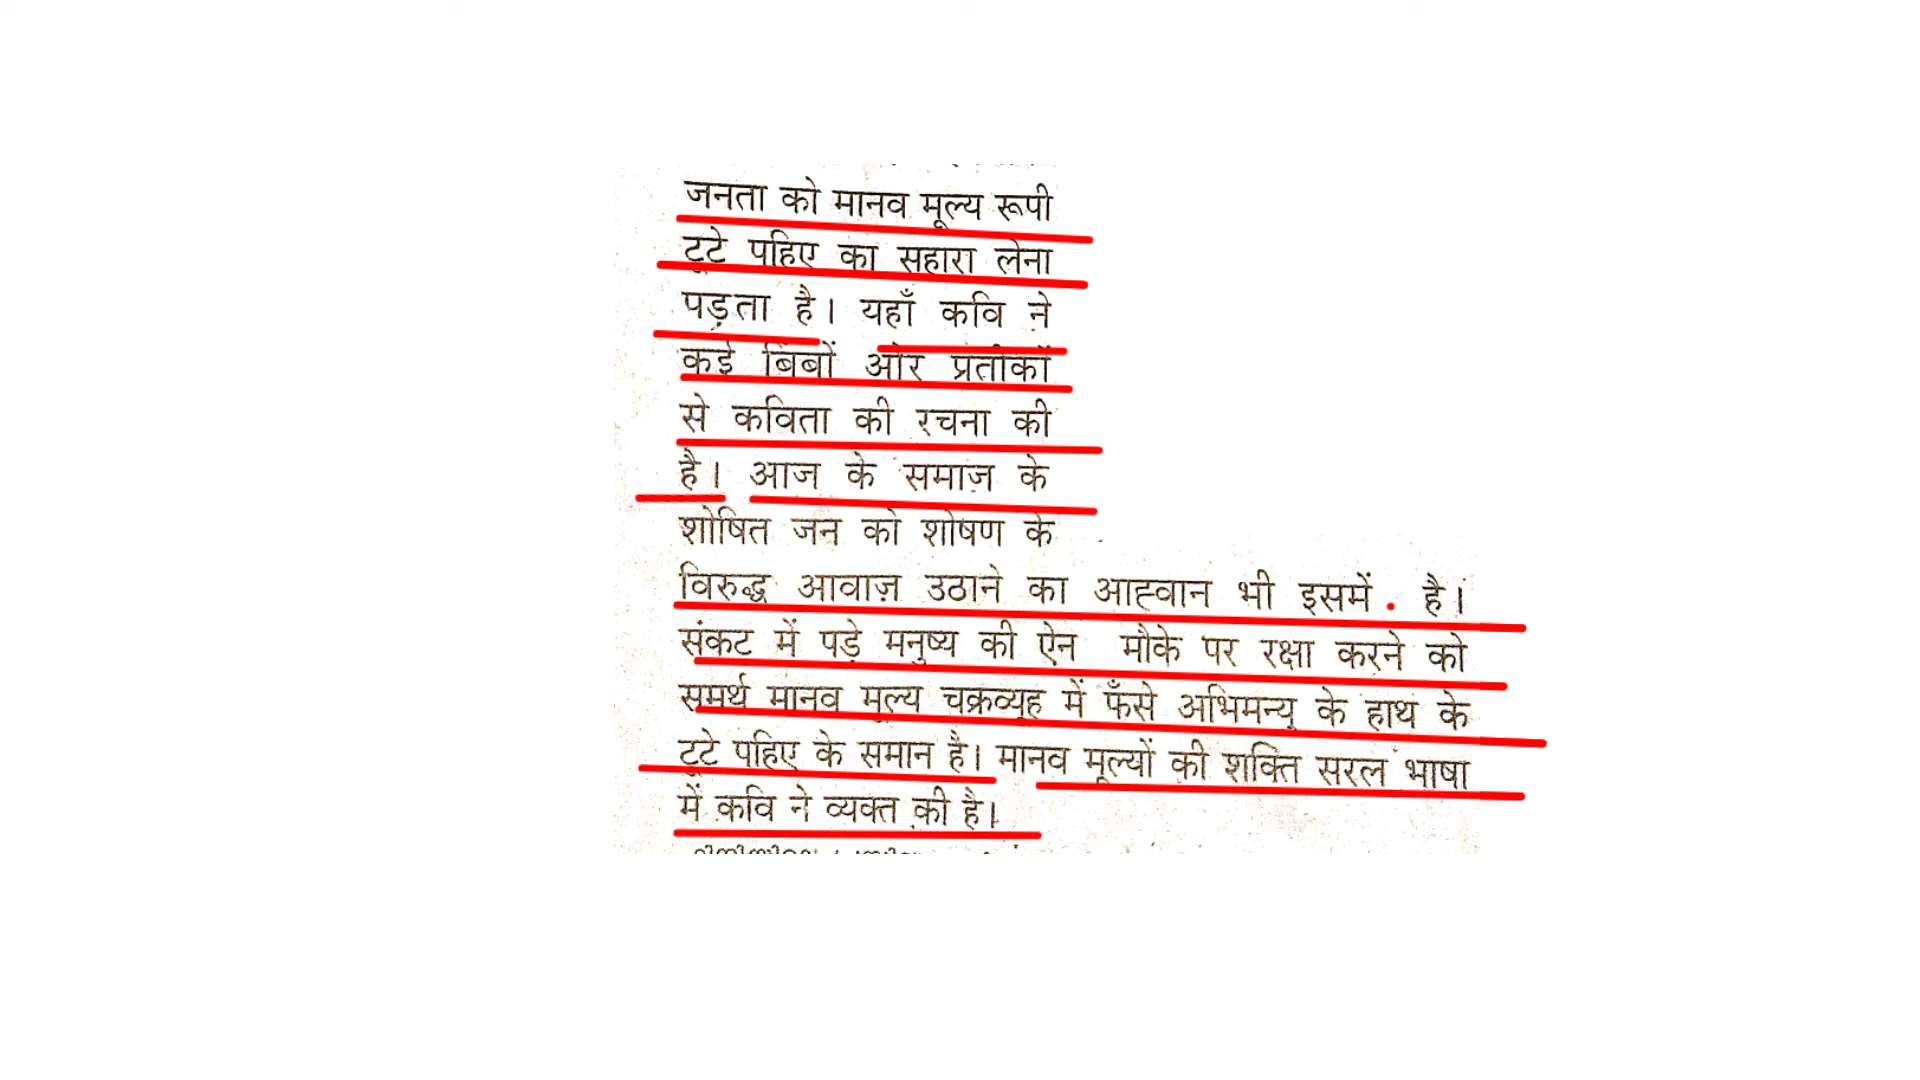 जनता को मानव मूल्य रूपी
टूटे पहिए का सहारा लेना
पड़ता है। यहाँ कवि ने
कई बिंबों और प्रतीकों
से कविता की रचना की
है। आज के समाज के
शोषित जन को शोषण के
विरुद्ध आवाज़ उठाने का आह्वान भी इसमें है।
संकट में पड़े मनुष्य की ऐन मौके पर रक्षा करने को
समर्थ मानव मूल्य चक्रव्यूह में फँसे अभिमन्यु के हाथ के
टूटे पहिए के समान है। मानव मूल्यों की शक्ति सरल भाषा
में कवि ने व्यक्त की है।